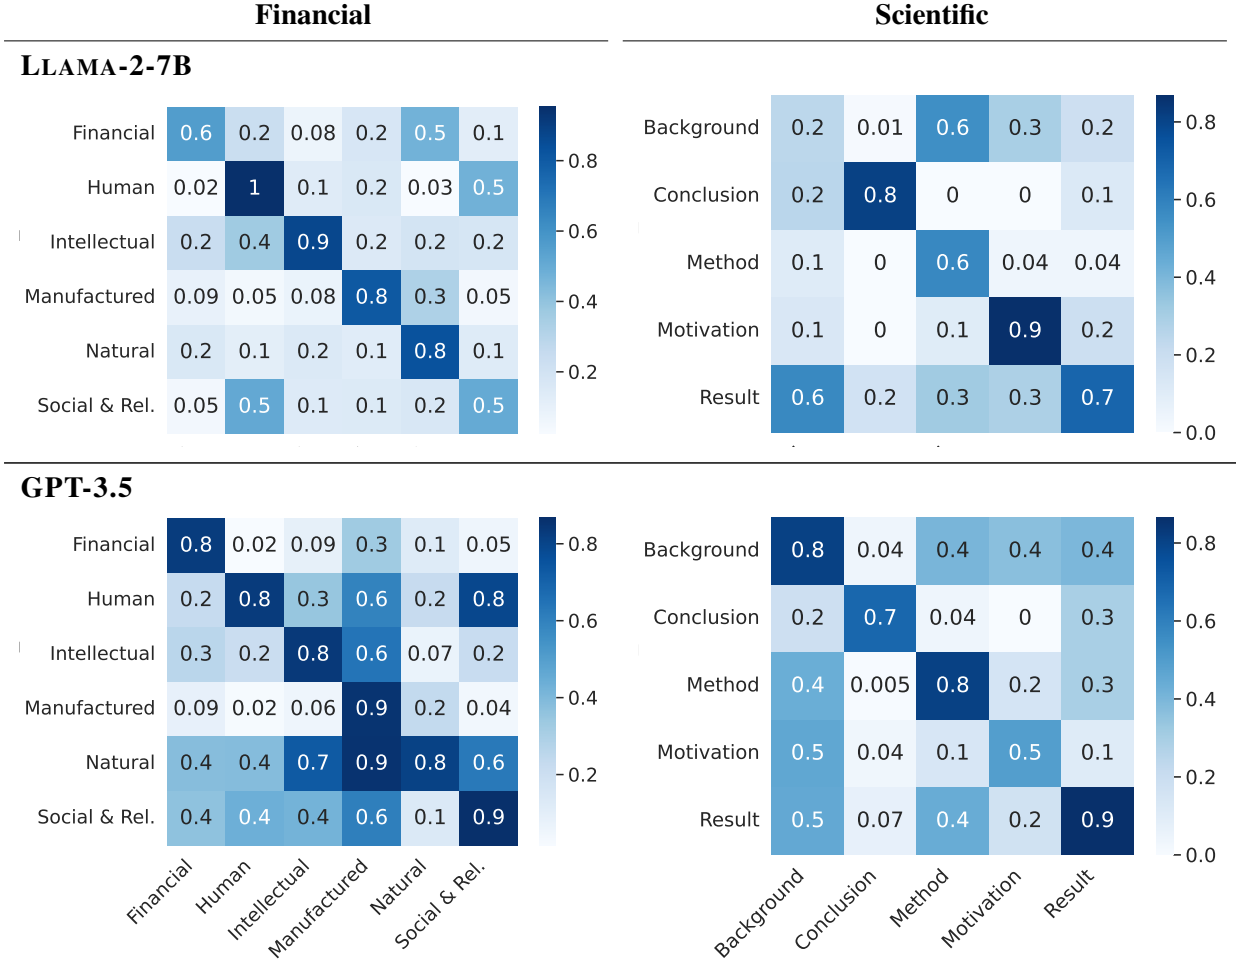 Financial Scientific
LLAMA-2-7B
Financial 0.6 0.2 0.08 0.2 0.5 0.1
Human 0.02 1 0.1 0.2 0.03 0.5
Intellectual 0.2 0.4 0.9 0.2 0.2 0.2
Manufactured 0.09 0.05 0.08 0.8 0.3 0.05
Natural 0.2 0.1 0.2 0.1 0.8 0.1
Social & Rel. 0.05 0.5 0.1 0.1 0.2 0.5
0.8
0.6
0.4
0.2
Background 0.2 0.01 0.6 0.3 0.2
Conclusion 0.2 0.8 0 0 0.1
Method 0.1 0 0.6 0.04 0.04
Motivation 0.1 0 0.1 0.9 0.2
Result 0.6 0.2 0.3 0.3 0.7
0.8
0.6
0.4
0.2
0.0
GPT-3.5
Financial 0.8 0.02 0.09 0.3 0.1 0.05
Human 0.2 0.8 0.3 0.6 0.2 0.8
Intellectual 0.3 0.2 0.8 0.6 0.07 0.2
Manufactured 0.09 0.02 0.06 0.9 0.2 0.04
Natural 0.4 0.4 0.7 0.9 0.8 0.6
Social & Rel. 0.4 0.4 0.4 0.6 0.1 0.9
Financial Human Intellectual Manufactured Natural Social & Rel.
0.8
0.6
0.4
0.2
Background 0.8 0.04 0.4 0.4 0.4
Conclusion 0.2 0.7 0.04 0 0.3
Method 0.4 0.005 0.8 0.2 0.3
Motivation 0.5 0.04 0.1 0.5 0.1
Result 0.5 0.07 0.4 0.2 0.9
Background Conclusion Method Motivation Result
0.8
0.6
0.4
0.2
0.0